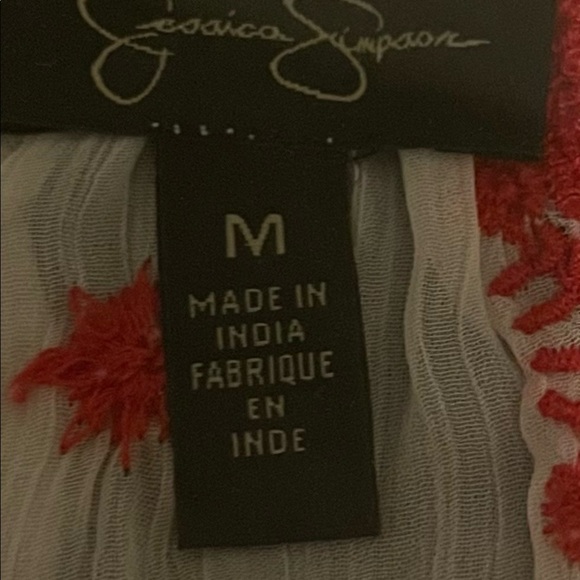 Jessica Simpson
M
MADE IN
INDIA
FABRIQUE
EN
INDE